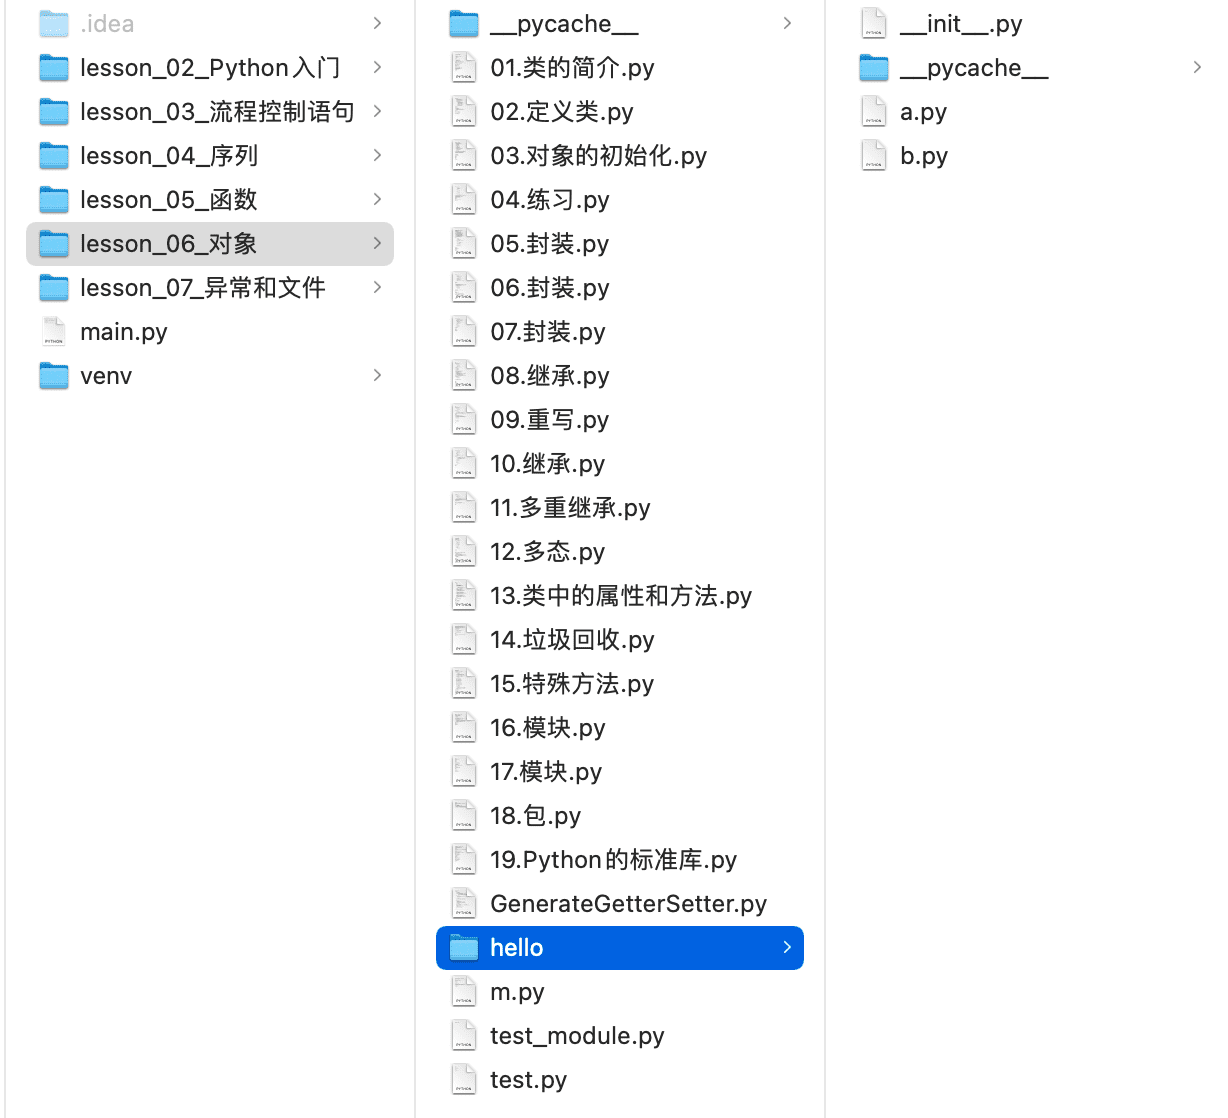 .idea
lesson_02_Python入门
lesson_03_流程控制语句
lesson_04_序列
lesson_05_函数
lesson_06_对象
lesson_07_异常和文件
main.py
venv
__pycache__
01.类的简介.py
02.定义类.py
03.对象的初始化.py
04.练习.py
05.封装.py
06.封装.py
07.封装.py
08.继承.py
09.重写.py
10.继承.py
11.多重继承.py
12.多态.py
13.类中的属性和方法.py
14.垃圾回收.py
15.特殊方法.py
16.模块.py
17.模块.py
18.包.py
19.Python的标准库.py
GenerateGetterSetter.py
hello
m.py
test_module.py
test.py
__init__.py
__pycache__
a.py
b.py